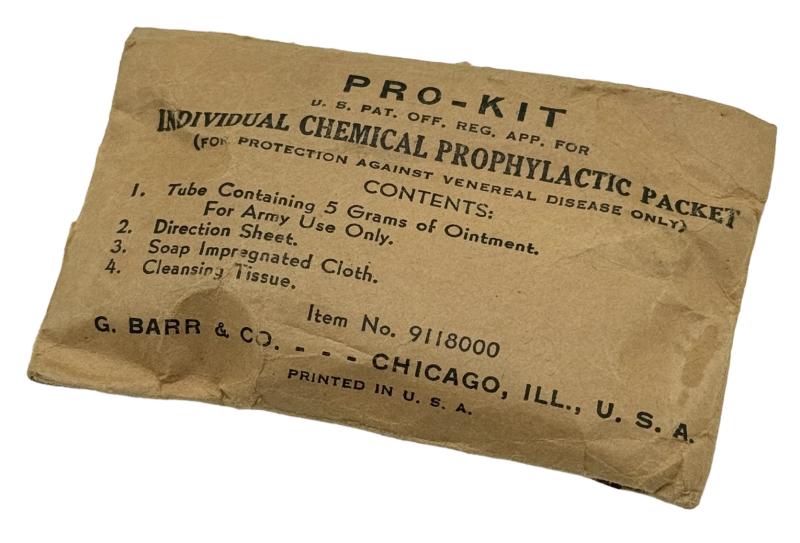 PRO-KIT
U. S. PAT. OFF. REG. APP. FOR
INDIVIDUAL CHEMICAL PROPHYLACTIC PACKET
(FOR PROTECTION AGAINST VENEREAL DISEASE ONLY)
CONTENTS:
1. Tube Containing 5 Grams of Ointment.
For Army Use Only.
2. Direction Sheet.
3. Soap Impregnated Cloth.
4. Cleansing Tissue.
Item No. 9118000
G. BARR & CO. - - - CHICAGO, ILL., U. S. A.
PRINTED IN U. S. A.